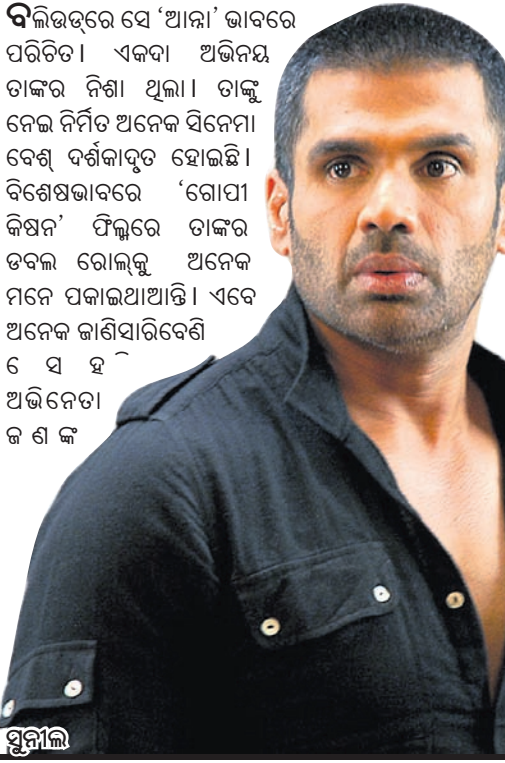 ବଲିଉଡ୍‌ରେ ସେ ‘ଆନ୍ନା’ ଭାବରେ
ପରିଚିତ। ଏକଦା ଅଭିନୟ
ତାଙ୍କର ନିଶା ଥିଲା। ତାଙ୍କୁ
ନେଇ ନିର୍ମିତ ଅନେକ ସିନେମା
ବେଶ୍ ଦର୍ଶକାଦୃତ ହୋଇଛି।
ବିଶେଷଭାବରେ ‘ଗୋପୀ
କିଷନ’ ଫିଲ୍ମରେ ତାଙ୍କର
ଡବଲ ରୋଲ୍‌କୁ ଅନେକ
ମନେ ପକାଇଥାଆନ୍ତି। ଏବେ
ଅନେକ ଜାଣିସାରିବେଣି
ସେ ହି
ଅଭିନେତା
ଜଣଙ୍କ
ସୁନୀଲ